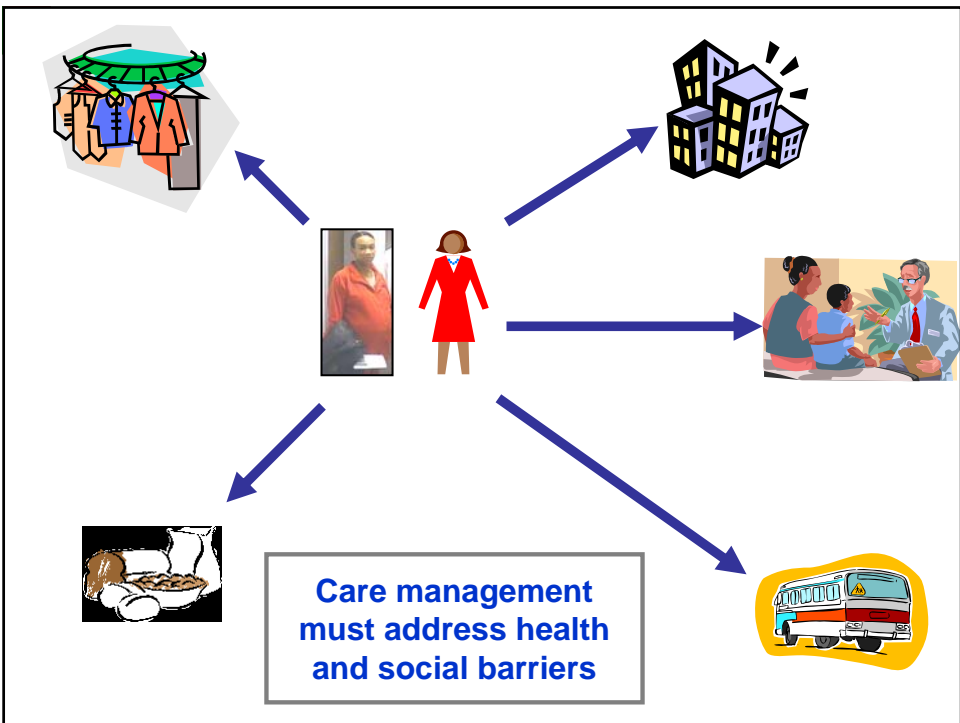 Care management
must address health
and social barriers